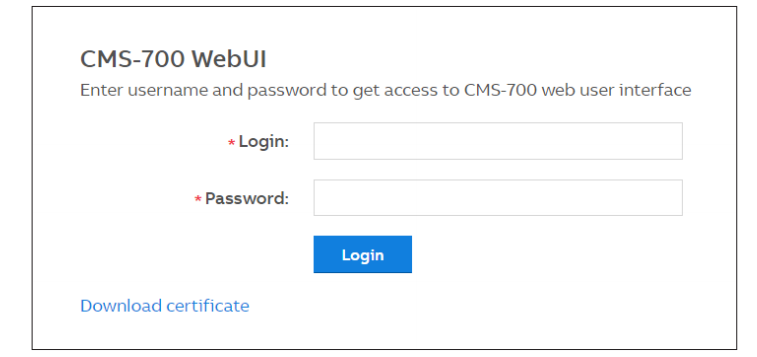 CMS-700 WebUI
Enter username and password to get access to CMS-700 web user interface
* Login:
* Password:
Login
Download certificate